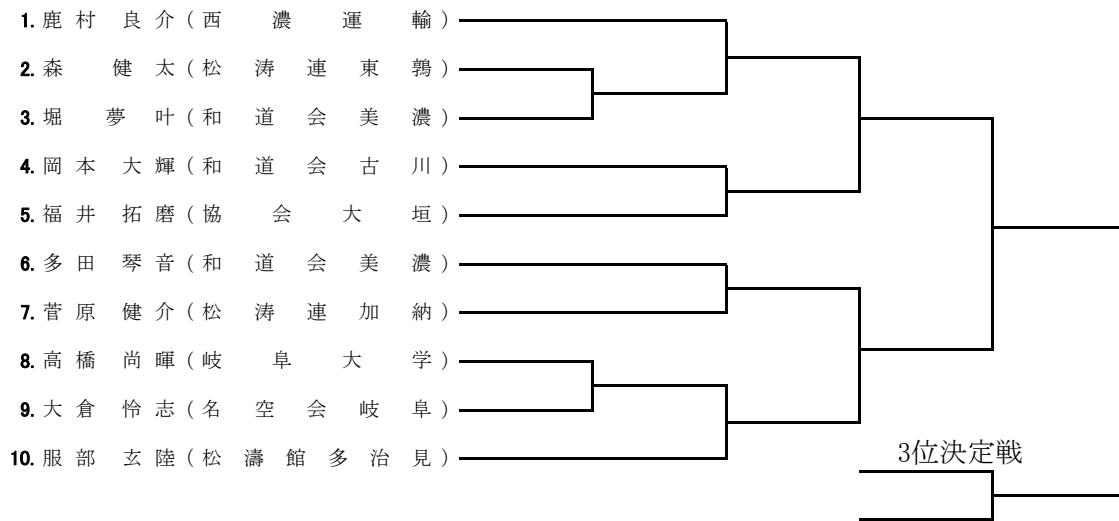 1. 鹿村 良介 (西濃運輸)
2. 森 健太 (松涛連東鶉)
3. 堀 夢叶 (和道会美濃)
4. 岡本 大輝 (和道会古川)
5. 福井 拓磨 (協会大垣)
6. 多田 琴音 (和道会美濃)
7. 菅原 健介 (松涛連加納)
8. 高橋 尚暉 (岐阜大学)
9. 大倉 怜志 (名空会岐阜)
10. 服部 玄陸 (松濤館多治見)
3位決定戦